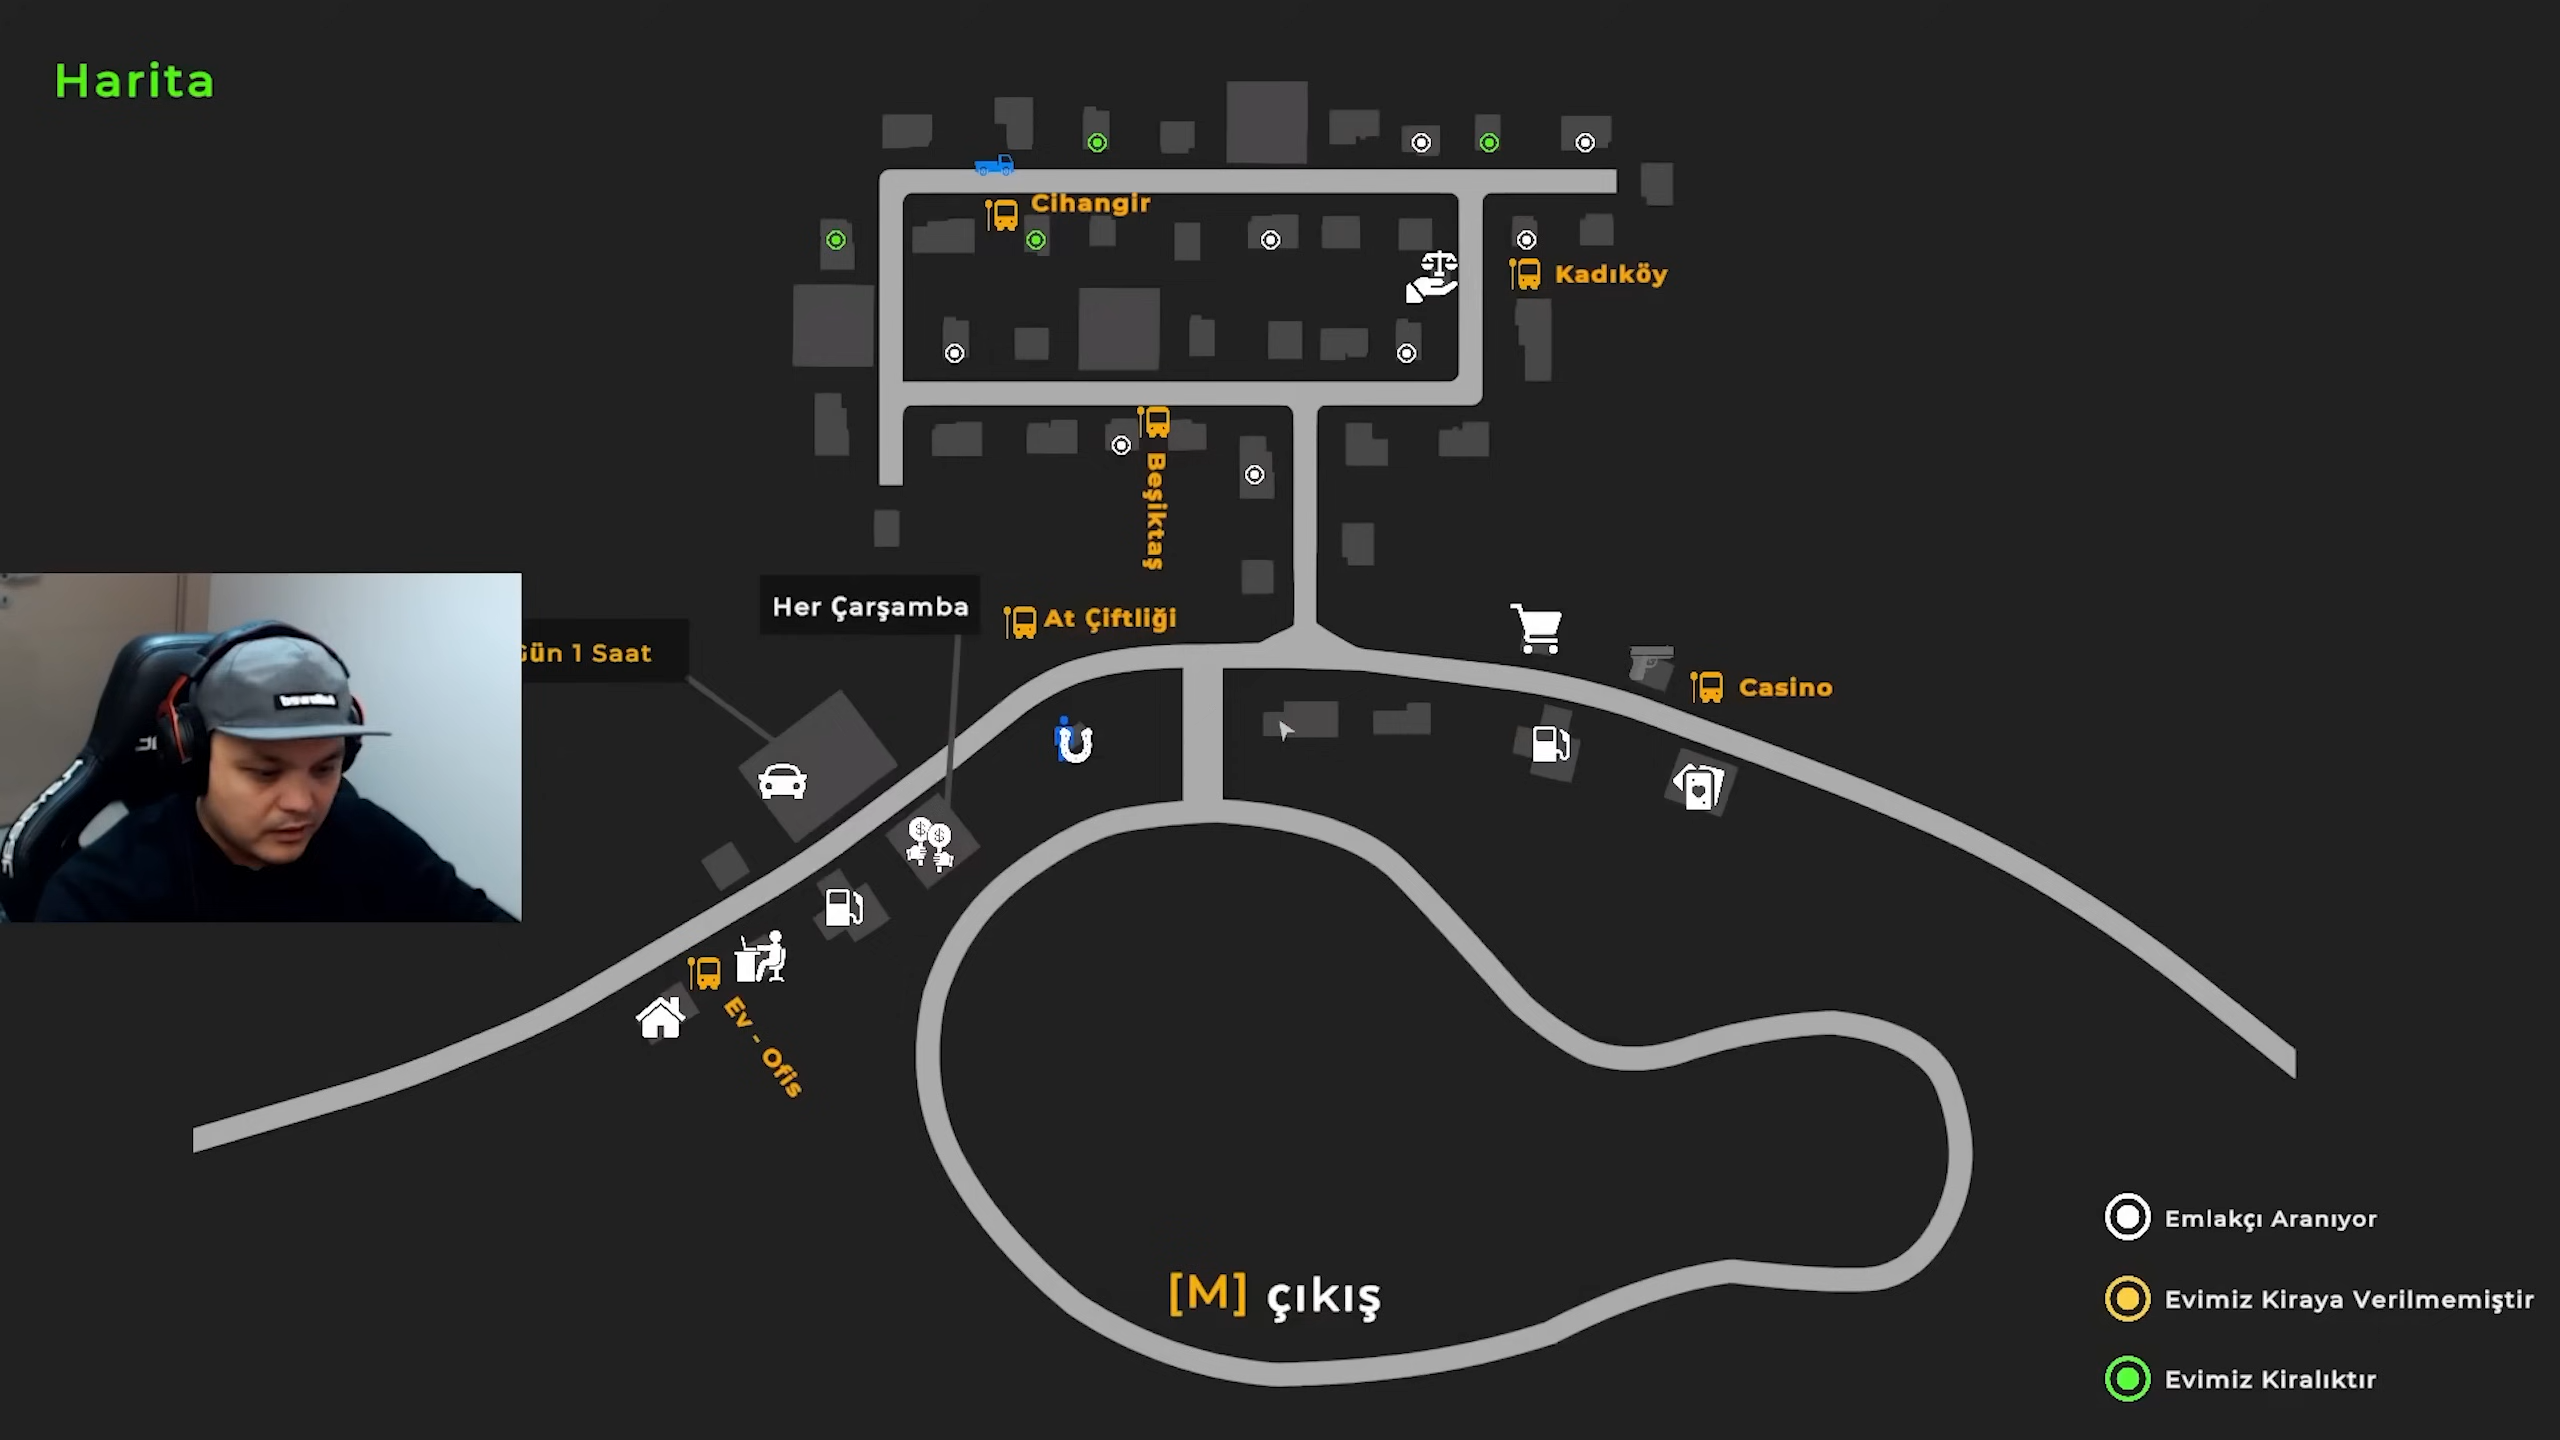 Harita
Cihangir
Kadıköy
Beşiktaş
Her Çarşamba
At Çiftliği
Gün 1 Saat
Casino
Ev - Ofis
[M] çıkış
Emlakçı Aranıyor
Evimiz Kiraya Verilmemiştir
Evimiz Kiralıktır